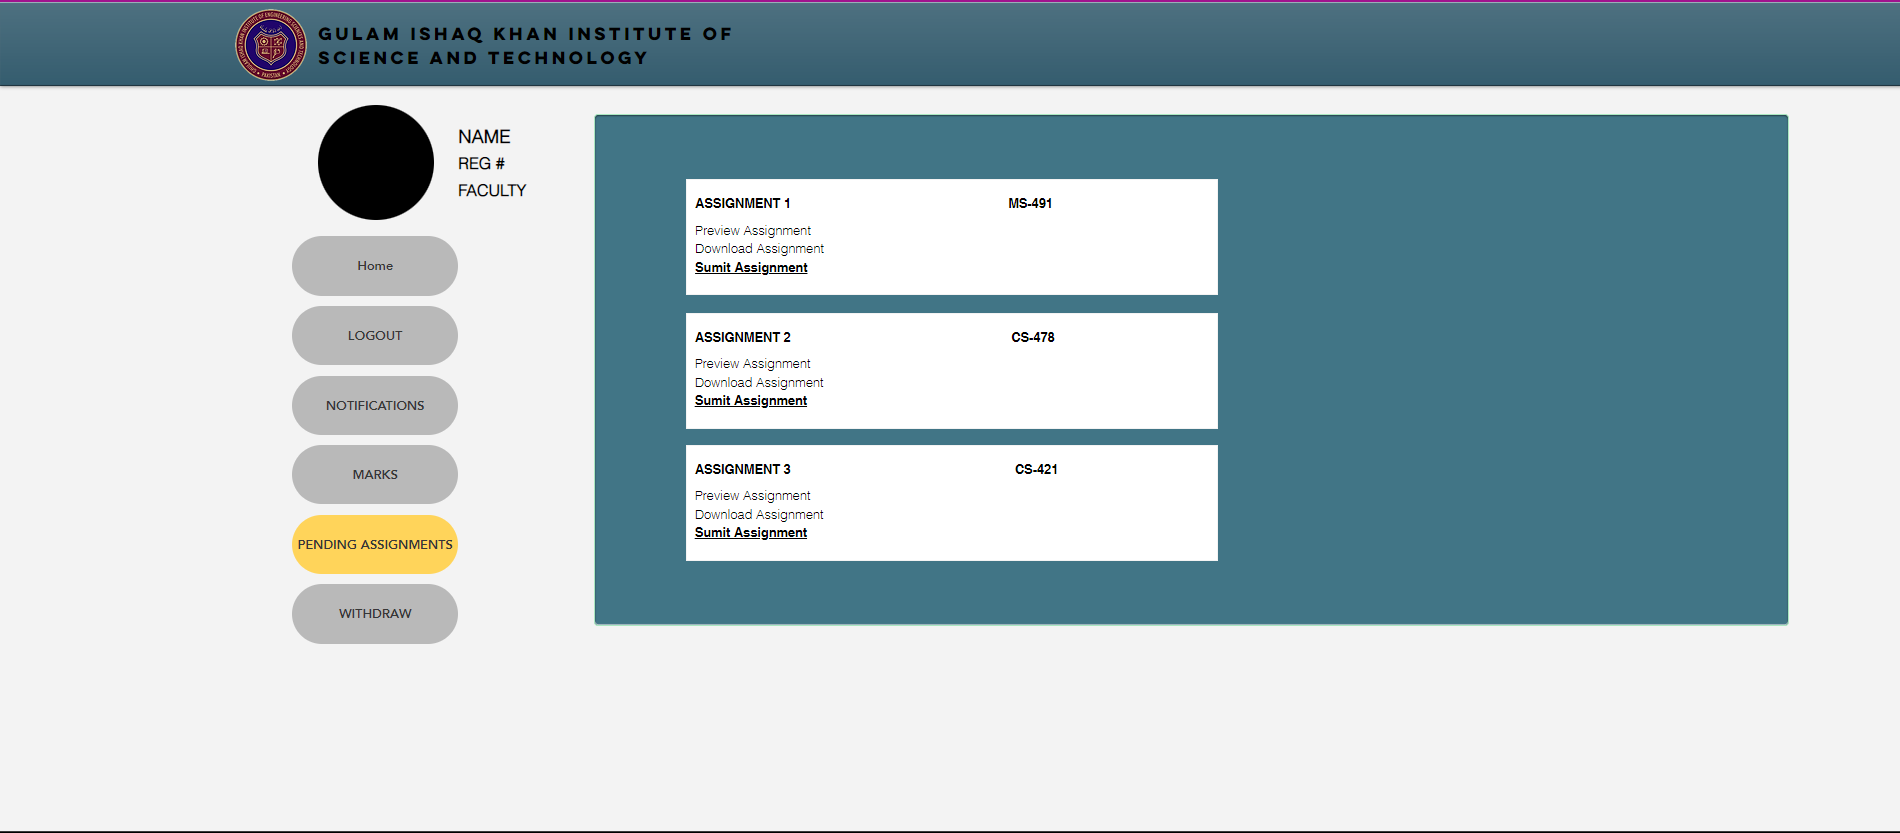 GULAM ISHAQ KHAN INSTITUTE OF
SCIENCE AND TECHNOLOGY
NAME
REG #
FACULTY
Home
LOGOUT
NOTIFICATIONS
MARKS
PENDING ASSIGNMENTS
WITHDRAW
ASSIGNMENT 1 MS-491
Preview Assignment
Download Assignment
Sumit Assignment
ASSIGNMENT 2 CS-478
Preview Assignment
Download Assignment
Sumit Assignment
ASSIGNMENT 3 CS-421
Preview Assignment
Download Assignment
Sumit Assignment